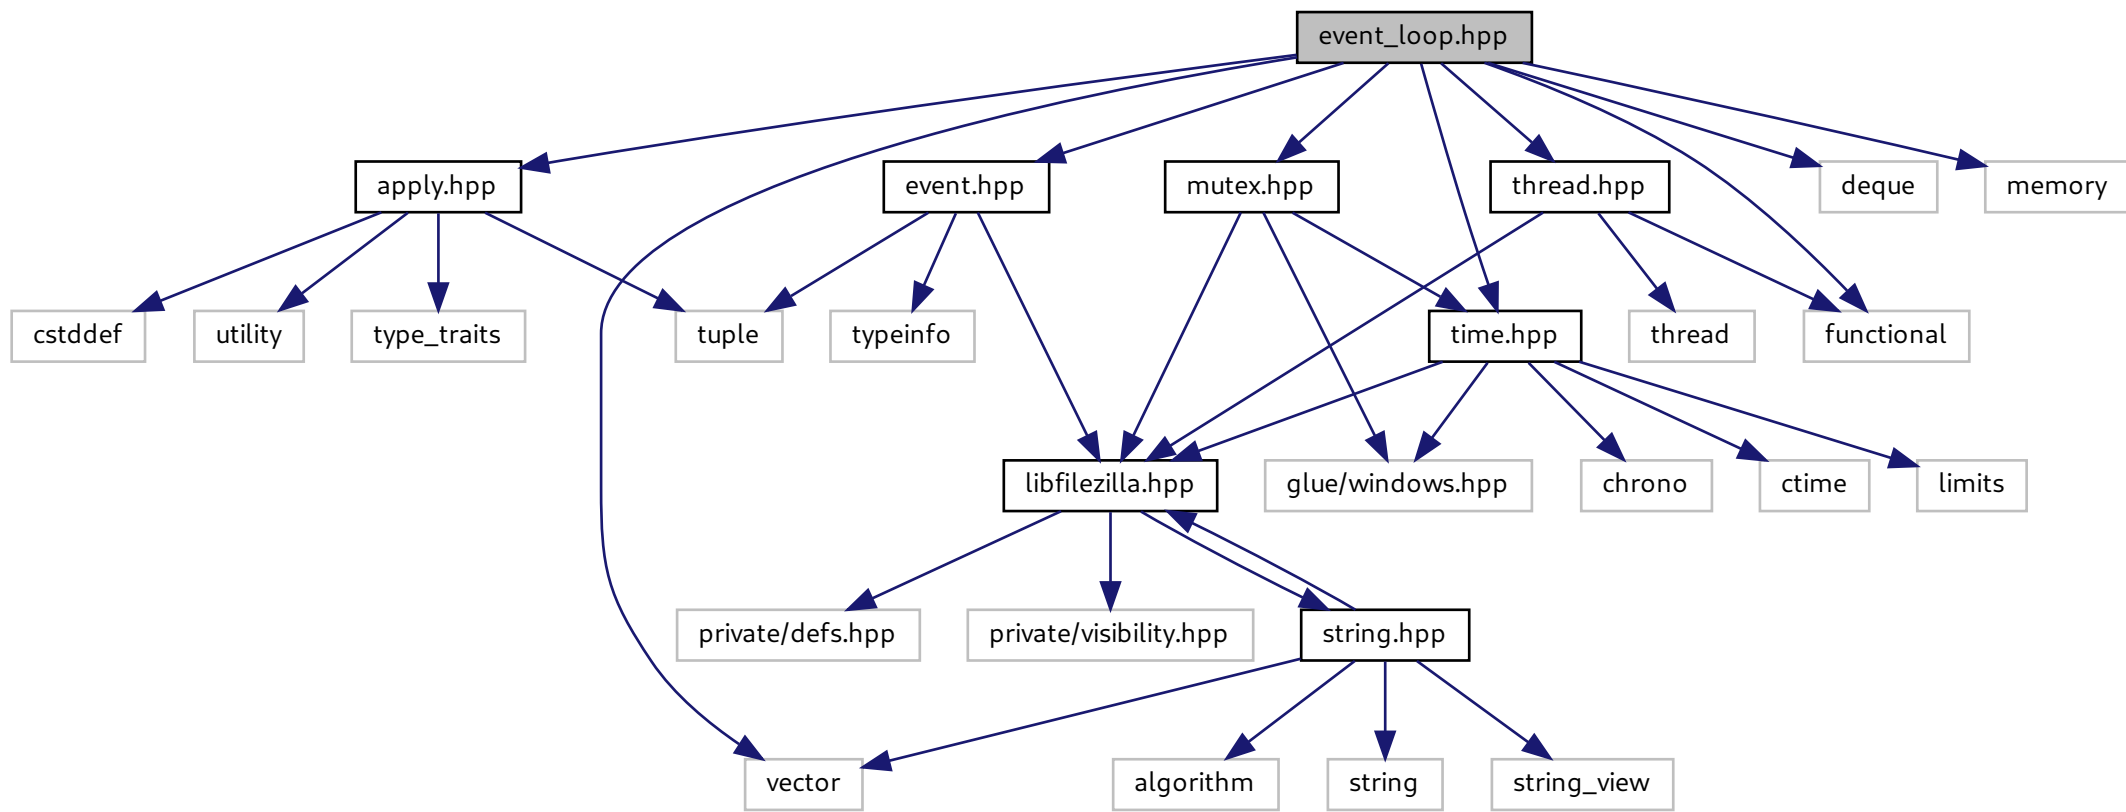 event_loop.hpp
apply.hpp
event.hpp
mutex.hpp
thread.hpp
deque
memory
cstddef
utility
type_traits
tuple
typeinfo
time.hpp
thread
functional
libfilezilla.hpp
glue/windows.hpp
chrono
ctime
limits
private/defs.hpp
private/visibility.hpp
string.hpp
vector
algorithm
string
string_view